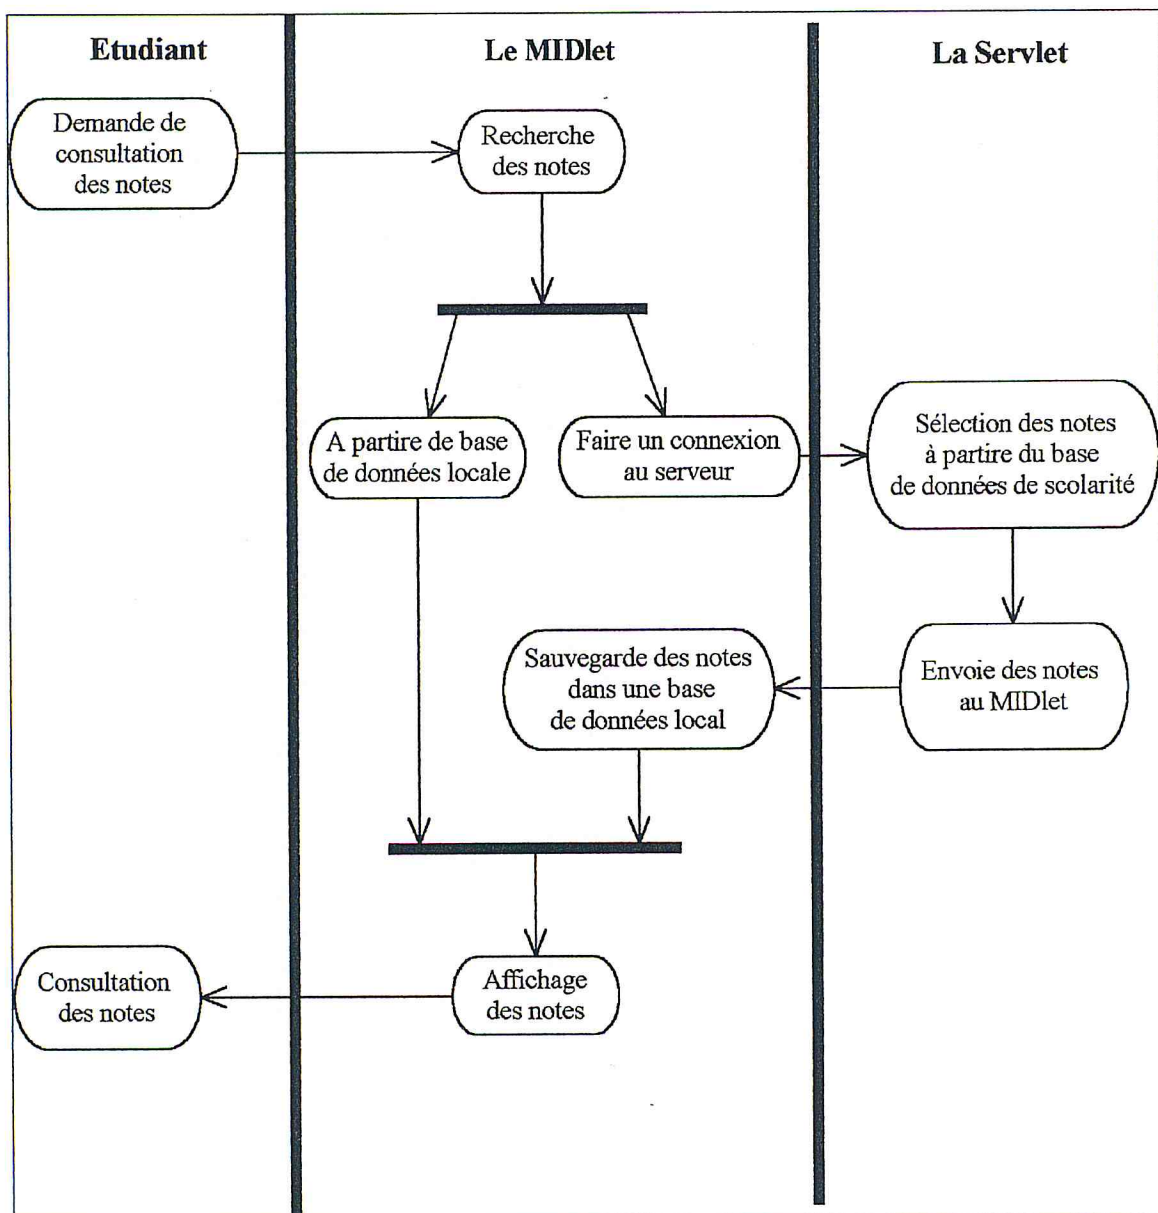 Etudiant
Le MIDlet
La Servlet
Demande de
consultation
des notes
Recherche
des notes
A partire de base
de données locale
Faire un connexion
au serveur
Sélection des notes
à partire du base
de données de scolarité
Sauvegarde des notes
dans une base
de données local
Envoie des notes
au MIDlet
Consultation
des notes
Affichage
des notes